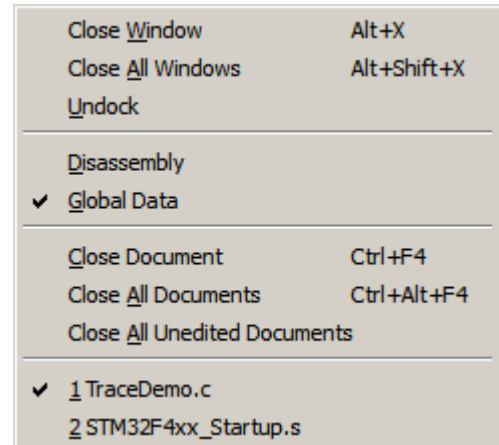 Close Window Alt+X
Close All Windows Alt+Shift+X
Undock
Disassembly
Global Data
Close Document Ctrl+F4
Close All Documents Ctrl+Alt+F4
Close All Unedited Documents
1 TraceDemo.c
2 STM32F4xx_Startup.s